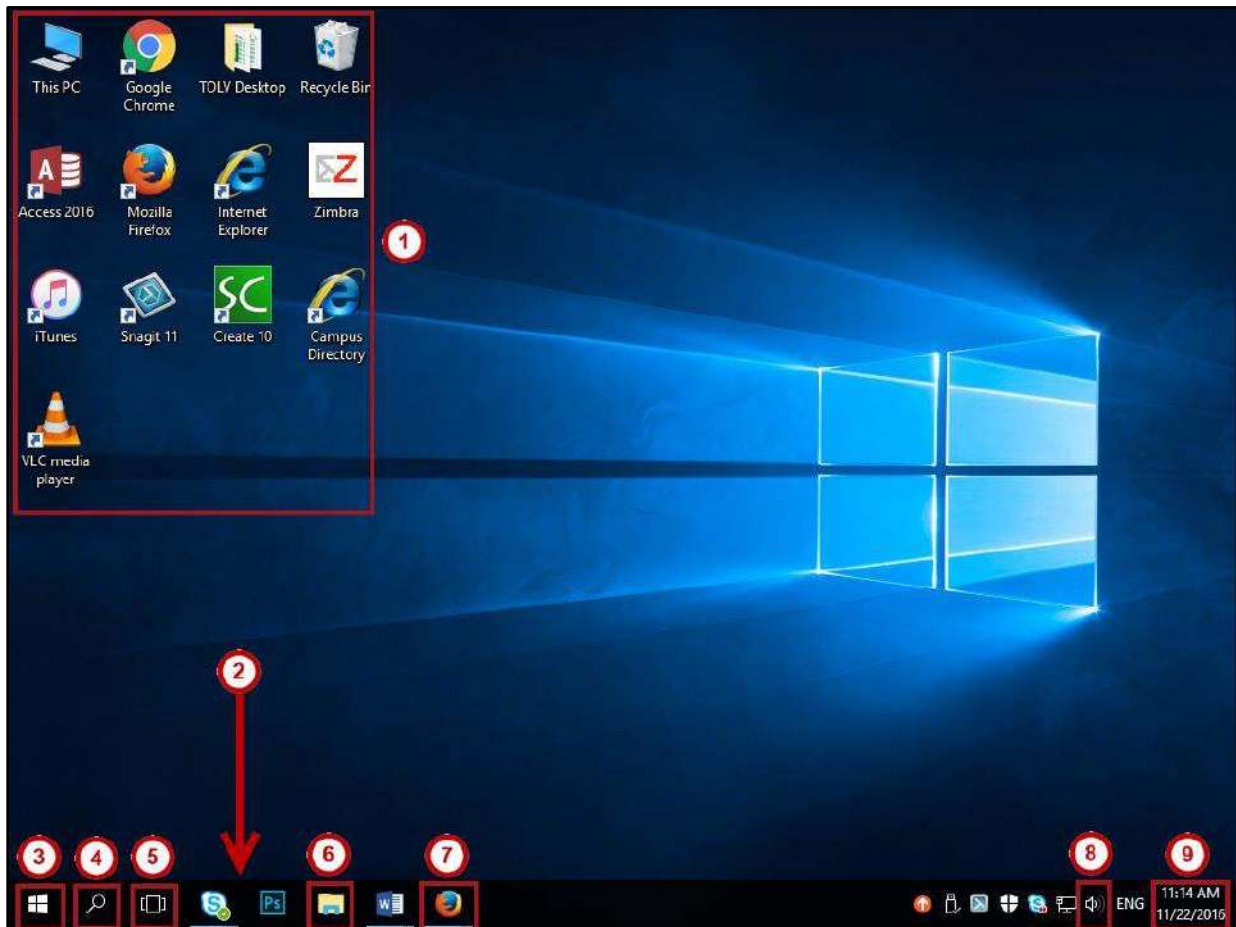 This PC
Google
Chrome
TOLV Desktop
Recycle Bin
Access 2016
Mozilla
Firefox
Internet
Explorer
Zimbra
1
iTunes
Snagit 11
Create 10
Campus
Directory
VLC media
player
2
3
4
5
6
7
8
9
Ps
W
ENG
11:14 AM
11/22/2016